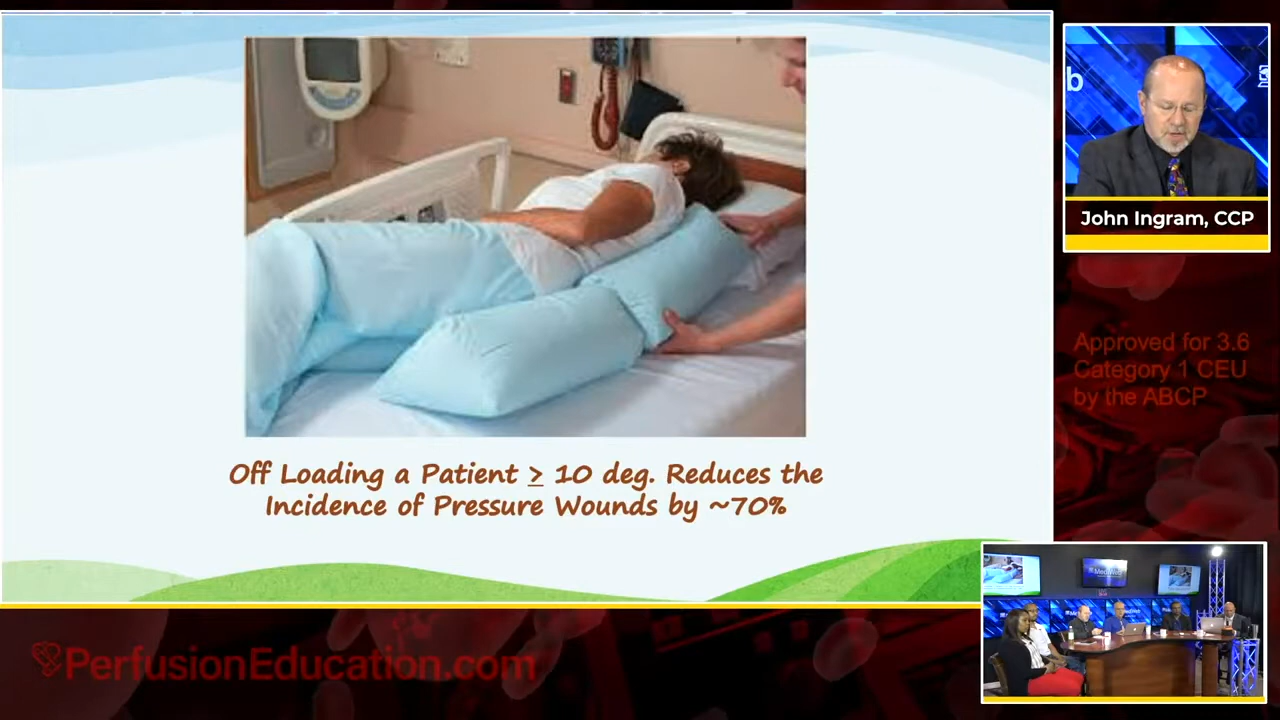 Off Loading a Patient ≥ 10 deg. Reduces the
Incidence of Pressure Wounds by ~70%
b
John Ingram, CCP
Approved for 3.6
Category 1 CEU
by the ABCP
PerfusionEducation.com